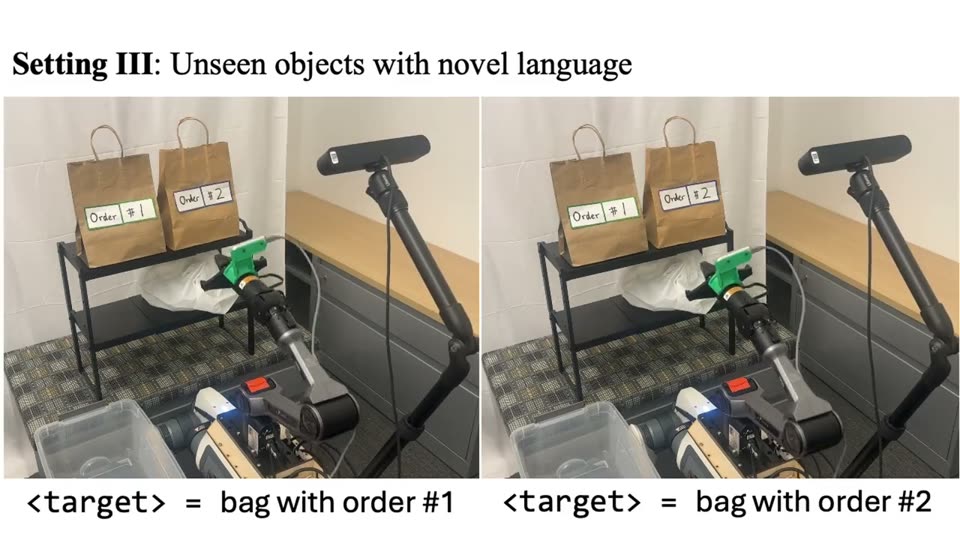 Setting III: Unseen objects with novel language
Order #1
Order #2
Order #1
Order #2
<target> = bag with order #1
<target> = bag with order #2